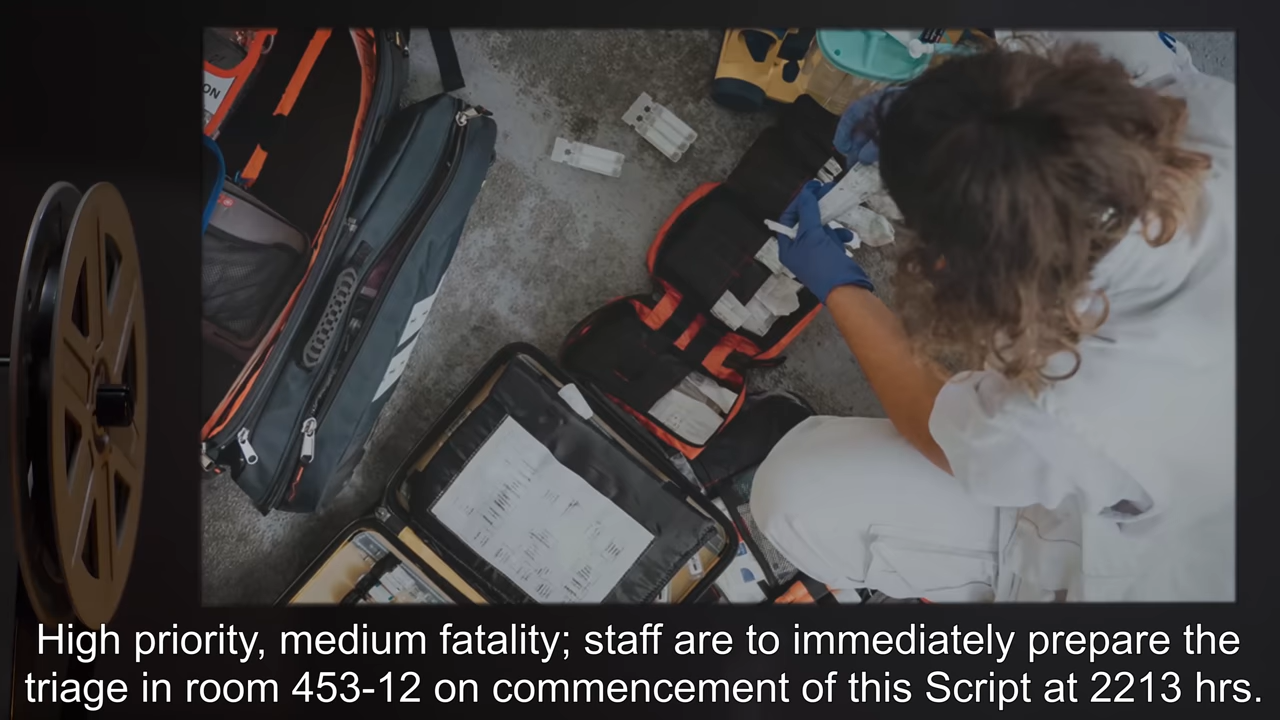 ON
High priority, medium fatality; staff are to immediately prepare the
triage in room 453-12 on commencement of this Script at 2213 hrs.